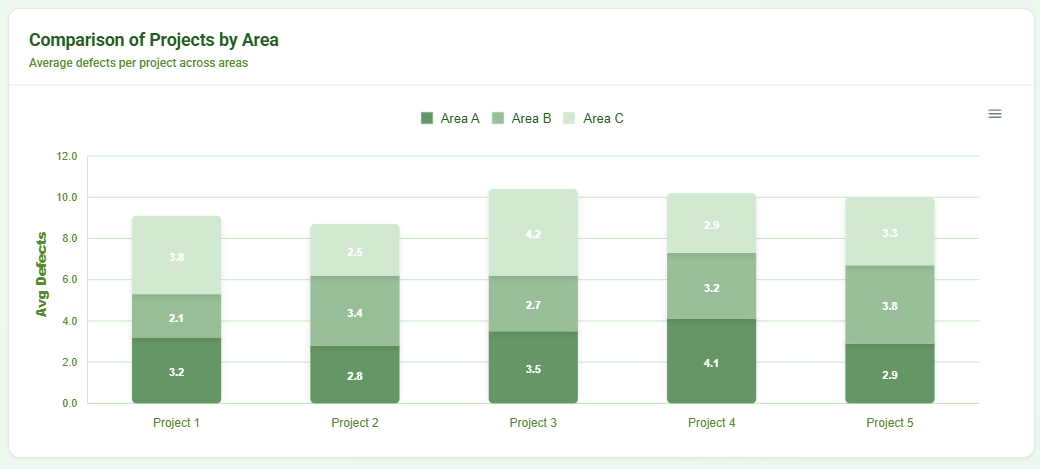 Comparison of Projects by Area
Average defects per project across areas
Area A Area B Area C
Avg Defects
12.0
10.0
8.0
6.0
4.0
2.0
0.0
3.8 2.5 4.2 2.9 3.3
2.1 3.4 2.7 3.2 3.8
3.2 2.8 3.5 4.1 2.9
Project 1 Project 2 Project 3 Project 4 Project 5